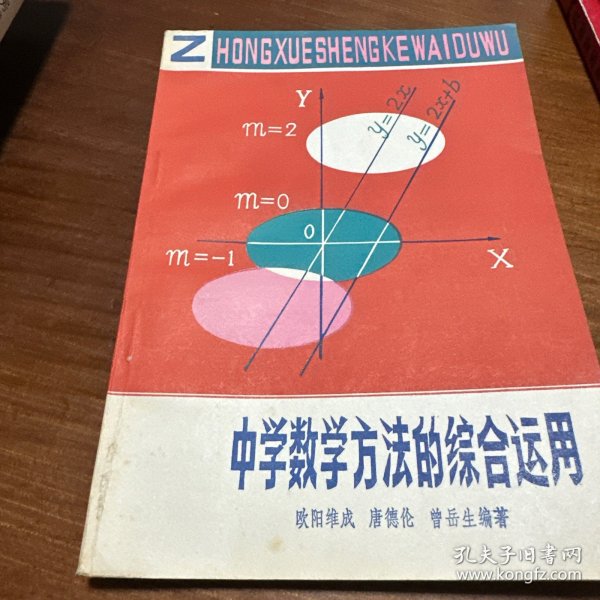 ZHONGXUESHENGKEWAIDUWU
Y
y=2x
y=2x+b
m=2
m=0
O
X
m=-1
中学数学方法的综合运用
欧阳维成 唐德伦 曾岳生编著
孔夫子旧书网
www.kongfz.com